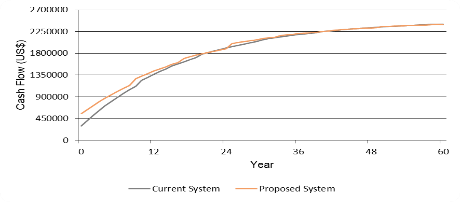 2700000
2250000
1800000
1350000
900000
450000
0
Cash Flow (US$)
0 12 24 36 48 60
Year
Current System Proposed System